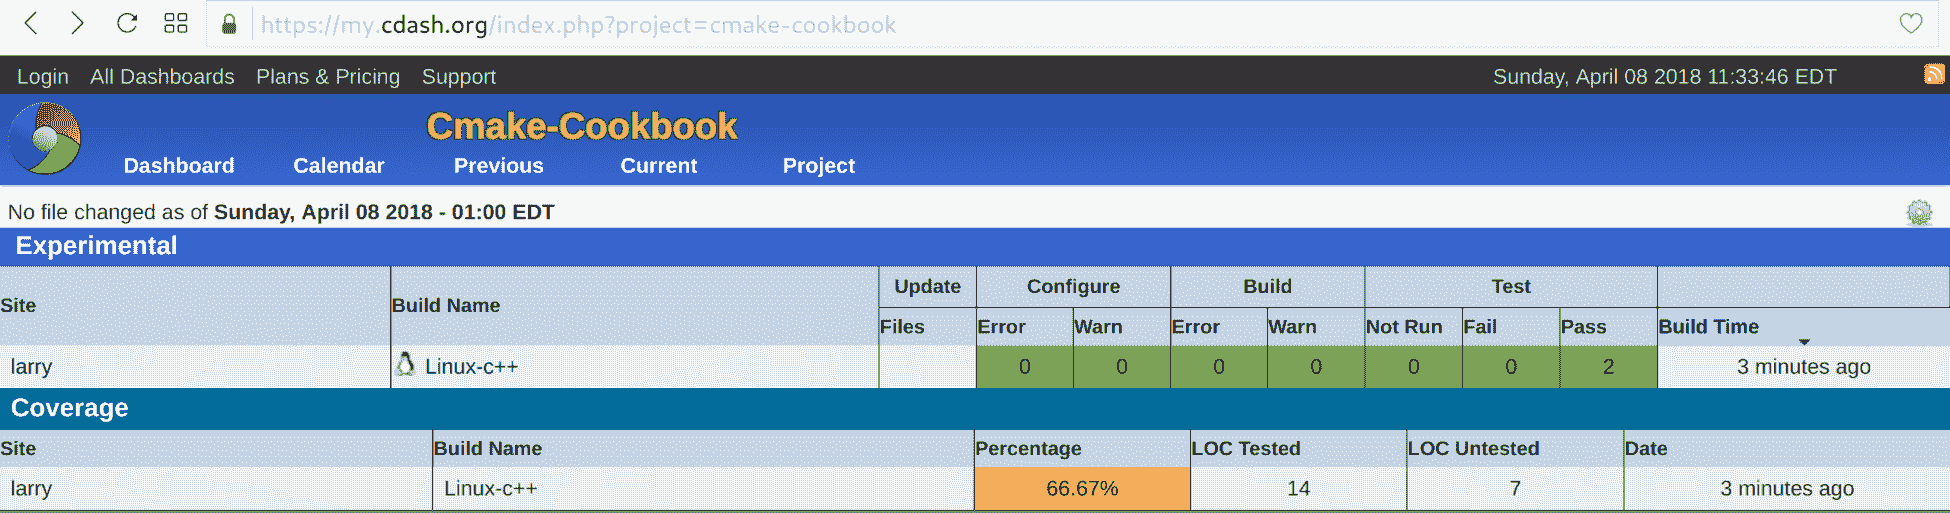 https://my.cdash.org/index.php?project=cmake-cookbook
Login All Dashboards Plans & Pricing Support Sunday, April 08 2018 11:33:46 EDT
Cmake-Cookbook
Dashboard Calendar Previous Current Project
No file changed as of Sunday, April 08 2018 - 01:00 EDT
Experimental
Site Build Name Update Configure Build Test
Files Error Warn Error Warn Not Run Fail Pass Build Time
larry Linux-c++ 0 0 0 0 0 0 2 3 minutes ago
Coverage
Site Build Name Percentage LOC Tested LOC Untested Date
larry Linux-c++ 66.67% 14 7 3 minutes ago